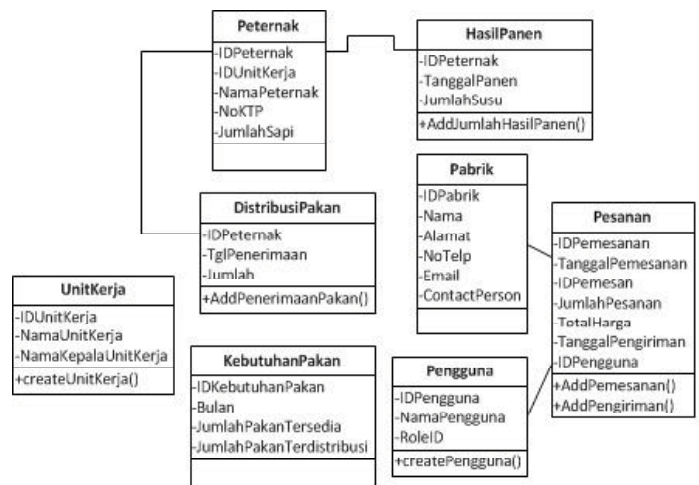 Peternak
-IDPeternak
-IDUnitKerja
-NamaPeternak
-NoKTP
-JumlahSapi
HasilPanen
-IDPeternak
-TanggalPanen
-JumlahSusu
+AddJumlahHasilPanen()
DistribusiPakan
-IDPeternak
-TglPenerimaan
-Jumlah
+AddPenerimaanPakan()
Pabrik
-IDPabrik
-Nama
-Alamat
-NoTelp
-Email
-ContactPerson
Pesanan
-IDPemesanan
-TanggalPemesanan
-IDPemesan
-JumlahPesanan
-TotalHarga
-TanggalPengiriman
-IDPengguna
+AddPemesanan()
+AddPengiriman()
UnitKerja
-IDUnitKerja
-NamaUnitKerja
-NamaKepalaUnitKerja
+createUnitKerja()
KebutuhanPakan
-IDKebutuhanPakan
-Bulan
-JumlahPakanTersedia
-JumlahPakanTerdistribusi
Pengguna
-IDPengguna
-NamaPengguna
-RoleID
+createPengguna()